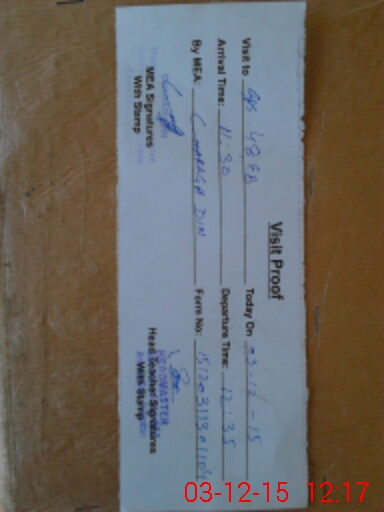 Visit Proof
Visit to Gps 48 FB Today On 03-12-15
Arrival Time: 11:30 Departure Time: 12:35
By MEA: DIN Form No:
MEA Signatures
With Stamp
HEADMASTER
Head Teacher Signatures
With Stamp
03-12-15 12:17